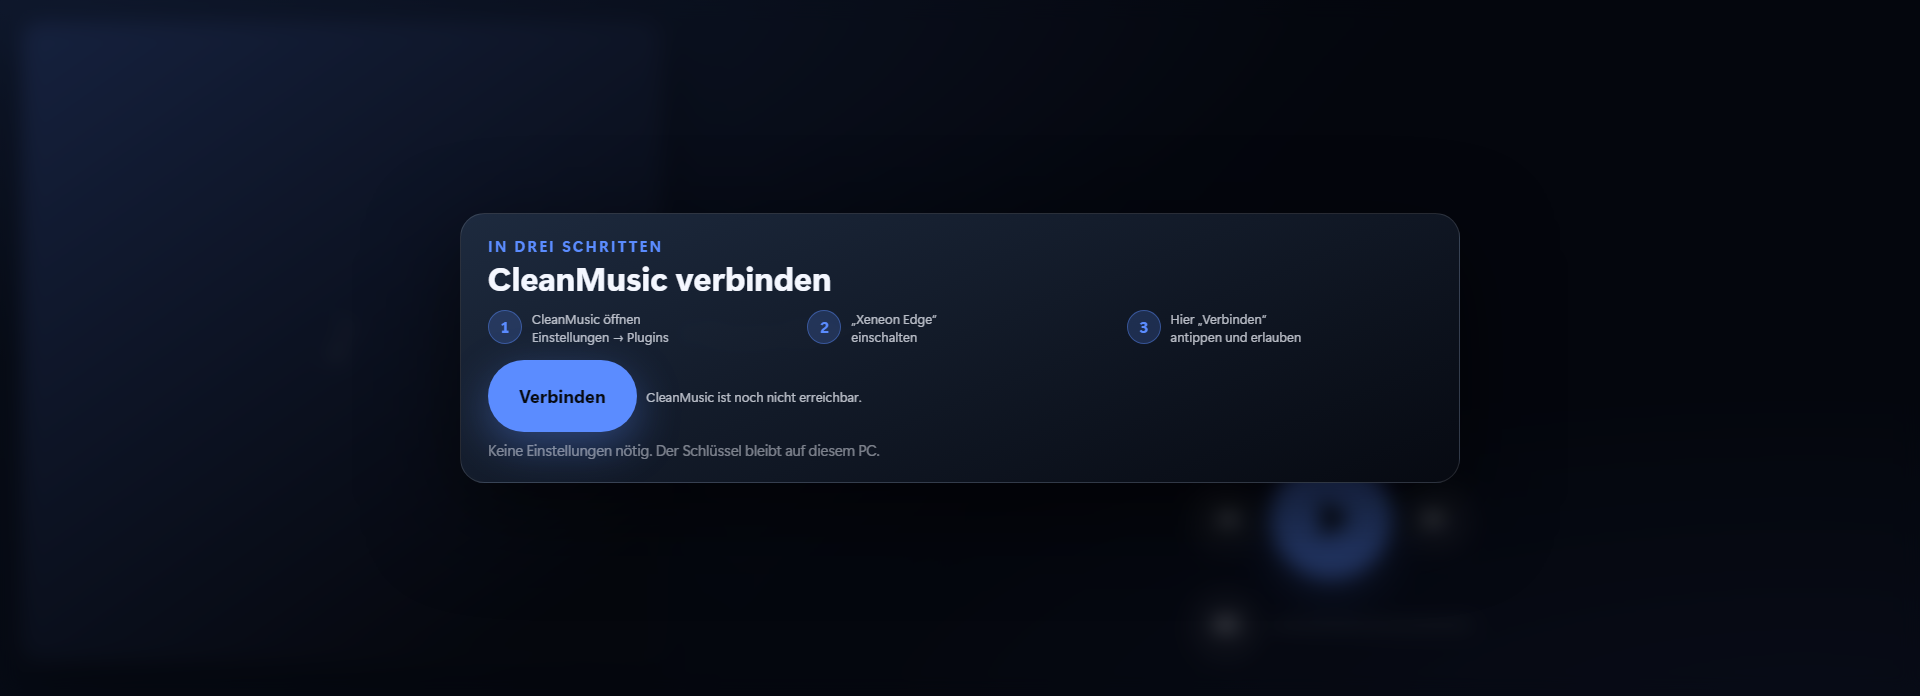 IN DREI SCHRITTEN
CleanMusic verbinden
1
CleanMusic öffnen
Einstellungen → Plugins
2
„Xeneon Edge“
einschalten
3
Hier „Verbinden“
antippen und erlauben
Verbinden
CleanMusic ist noch nicht erreichbar.
Keine Einstellungen nötig. Der Schlüssel bleibt auf diesem PC.